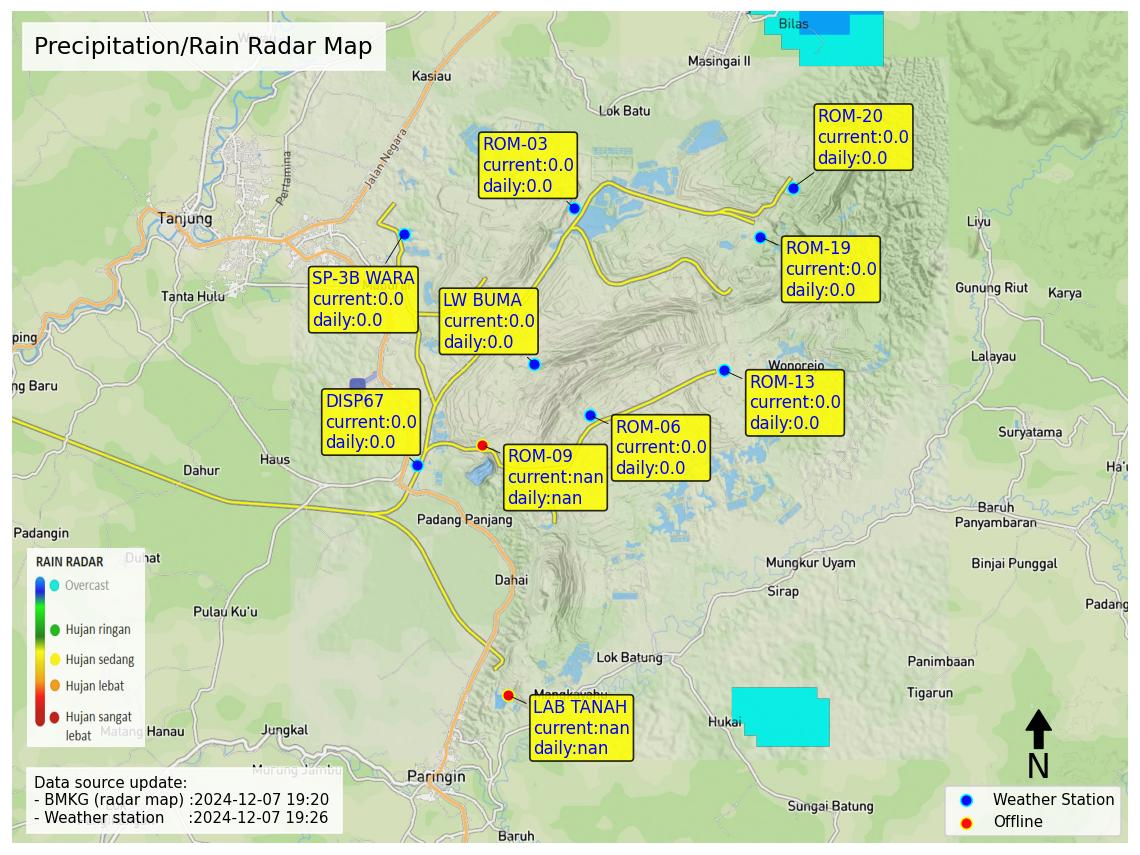 Bilas
Precipitation/Rain Radar Map
Masingai II
Kasiau
Lok Batu
ROM-20
current:0.0
daily:0.0
ROM-03
current:0.0
daily:0.0
Jalan Negara
Pertamina
Tanjung
Liyu
ROM-19
current:0.0
daily:0.0
SP-3B WARA
current:0.0
daily:0.0
Tanta Hulu
LW BUMA
current:0.0
daily:0.0
Gunung Riut
Karya
ping
Lalayau
Wonorejo
ng Baru
ROM-13
current:0.0
daily:0.0
DISP67
current:0.0
daily:0.0
ROM-06
current:0.0
daily:0.0
Suryatama
ROM-09
current:nan
daily:nan
Haus
Dahur
Ha'u
Baruh
Panyambaran
Padang Panjang
Padangin
Duhat
Mungkur Uyam
Binjai Punggal
Dahai
Sirap
Padang
Pulau Ku'u
RAIN RADAR
Overcast
Hujan ringan
Hujan sedang
Hujan lebat
Hujan sangat
lebat
Lok Batung
Panimbaan
Tigarun
Mangkayahu
LAB TANAH
current:nan
daily:nan
Hukai
Matang Hanau
Jungkal
Murung Jambu
Paringin
N
Data source update:
- BMKG (radar map) :2024-12-07 19:20
- Weather station :2024-12-07 19:26
Sungai Batung
Baruh
Weather Station
Offline